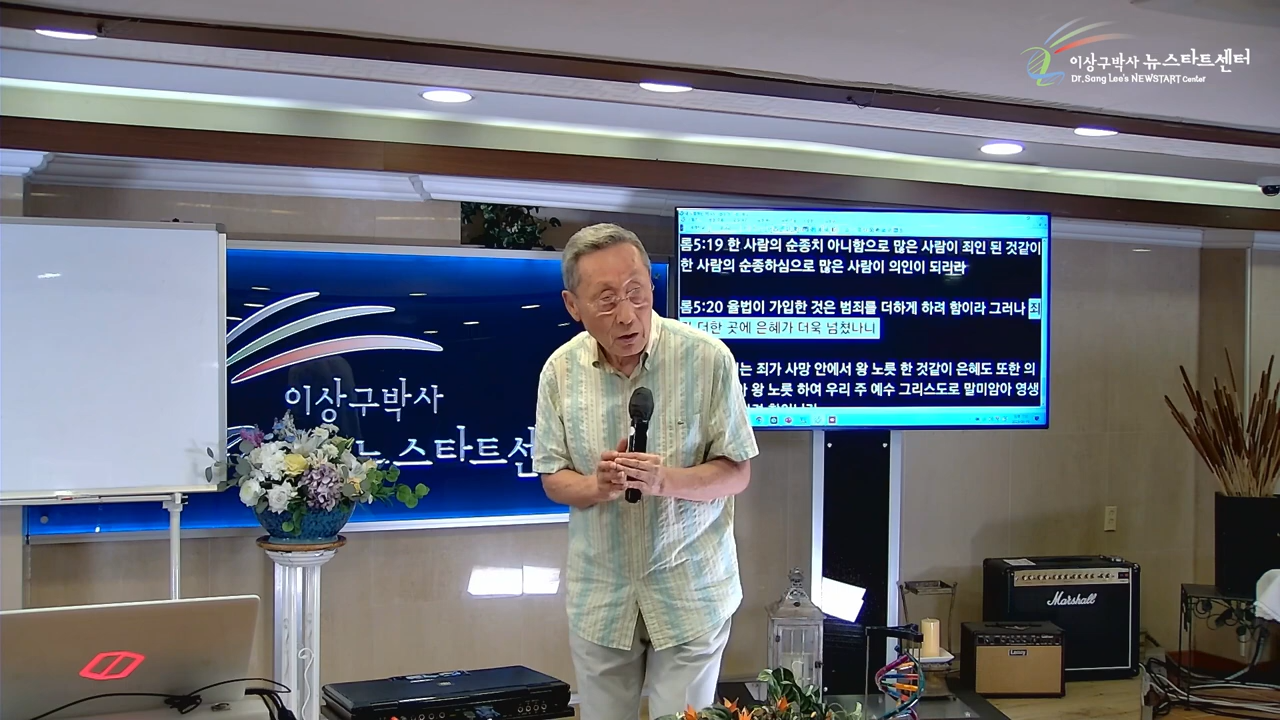 이상구박사 뉴스타트센터
Dr. Sang Lee's NEWSTART Center
롬5:19 한 사람의 순종치 아니함으로 많은 사람이 죄인 된 것같이
한 사람의 순종하심으로 많은 사람이 의인이 되리라
롬5:20 율법이 가입한 것은 범죄를 더하게 하려 함이라 그러나 죄
더한 곳에 은혜가 더욱 넘쳤나니
는 죄가 사망 안에서 왕 노릇 한 것같이 은혜도 또한 의
왕 노릇 하여 우리 주 예수 그리스도로 말미암아 영생
이상구박사
뉴스타트센
Marshall
Laney